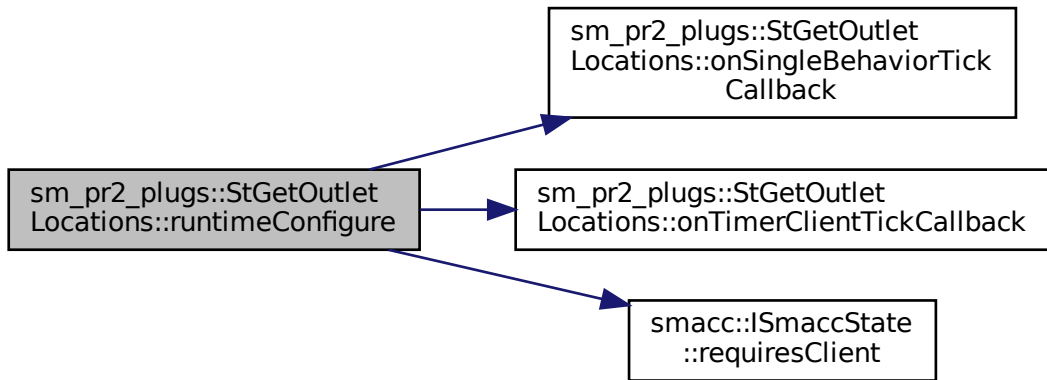 sm_pr2_plugs::StGetOutlet
Locations::runtimeConfigure
sm_pr2_plugs::StGetOutlet
Locations::onSingleBehaviorTick
Callback
sm_pr2_plugs::StGetOutlet
Locations::onTimerClientTickCallback
smacc::ISmaccState
::requiresClient